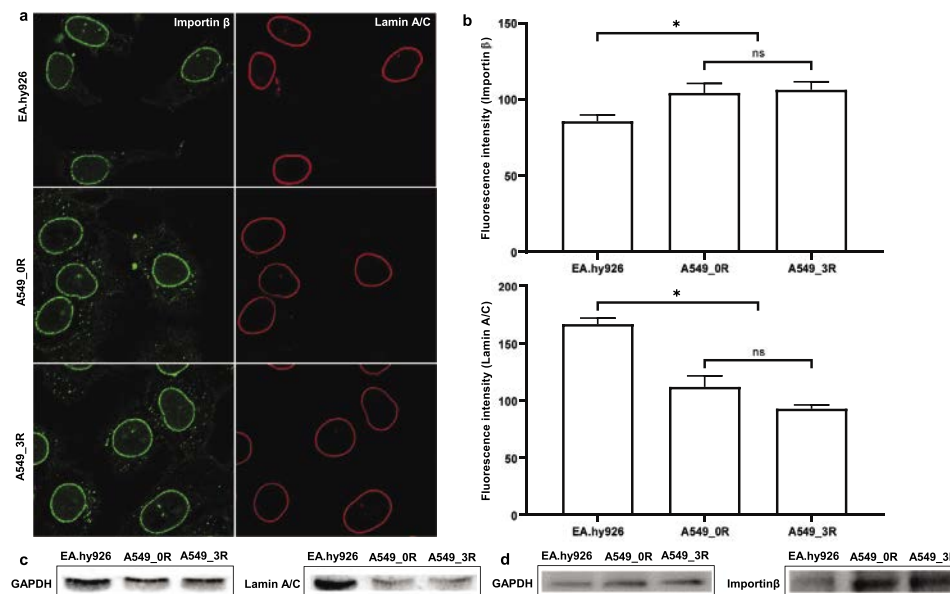 a
Importin β
Lamin A/C
EA.hy926
A549_0R
A549_3R
b
Fluorescence intensity (Importin β)
150
100
50
0
*
ns
EA.hy926
A549_0R
A549_3R
Fluorescence intensity (Lamin A/C)
200
150
100
50
0
*
ns
EA.hy926
A549_0R
A549_3R
c
EA.hy926 A549_0R A549_3R
GAPDH
EA.hy926 A549_0R A549_3R
Lamin A/C
d
EA.hy926 A549_0R A549_3R
GAPDH
EA.hy926 A549_0R A549_3R
Importinβ